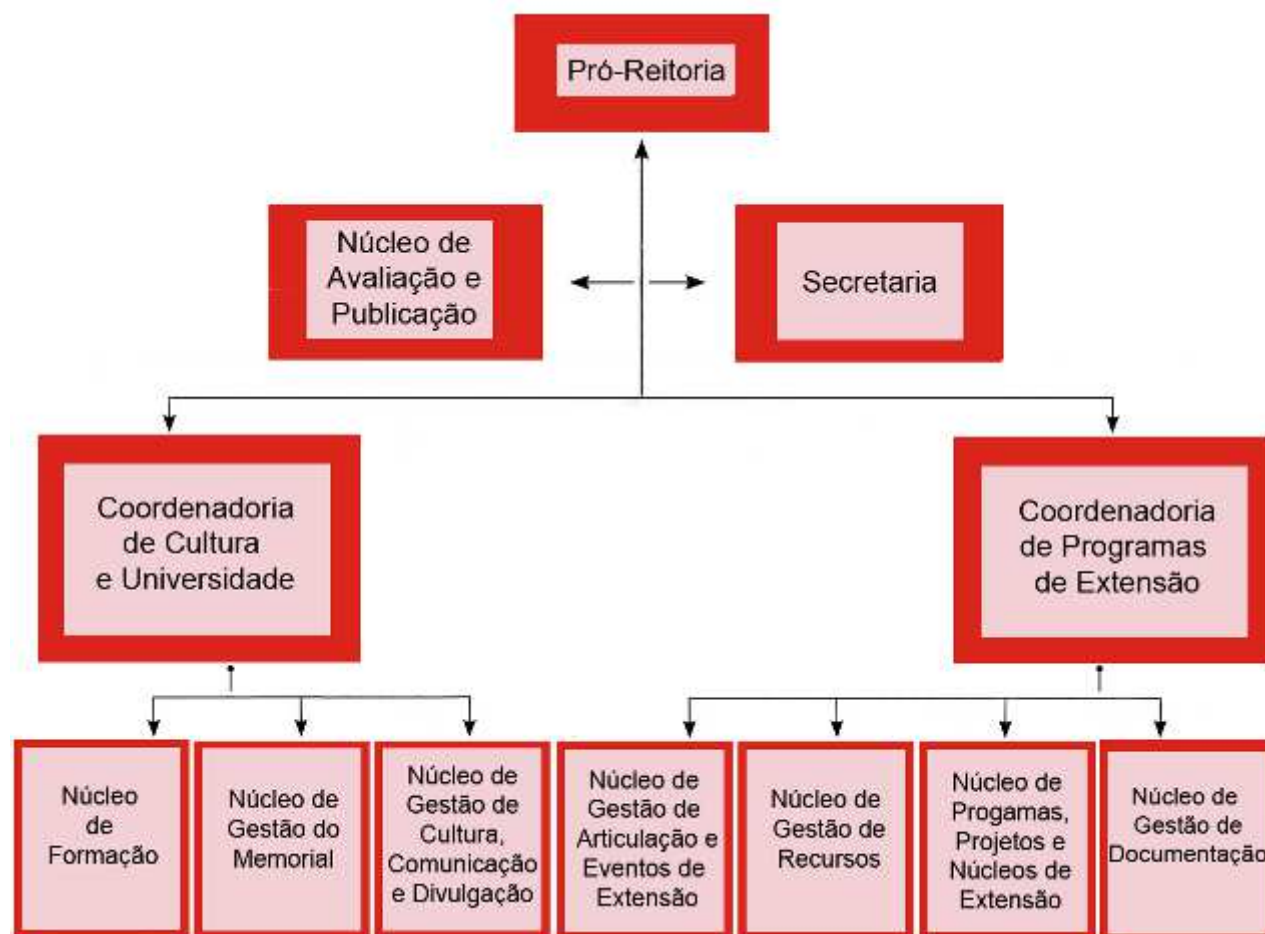 Pró-Reitoria
Núcleo de
Avaliação e
Publicação
Secretaria
Coordenadoria
de Cultura
e Universidade
Coordenadoria
de Programas
de Extensão
Núcleo
de
Formação
Núcleo de
Gestão do
Memorial
Núcleo de
Gestão de
Cultura,
Comunicação
e Divulgação
Núcleo de
Gestão de
Articulação e
Eventos de
Extensão
Núcleo de
Gestão de
Recursos
Núcleo de
Progamas,
Projetos e
Núcleos de
Extensão
Núcleo de
Gestão de
Documentação